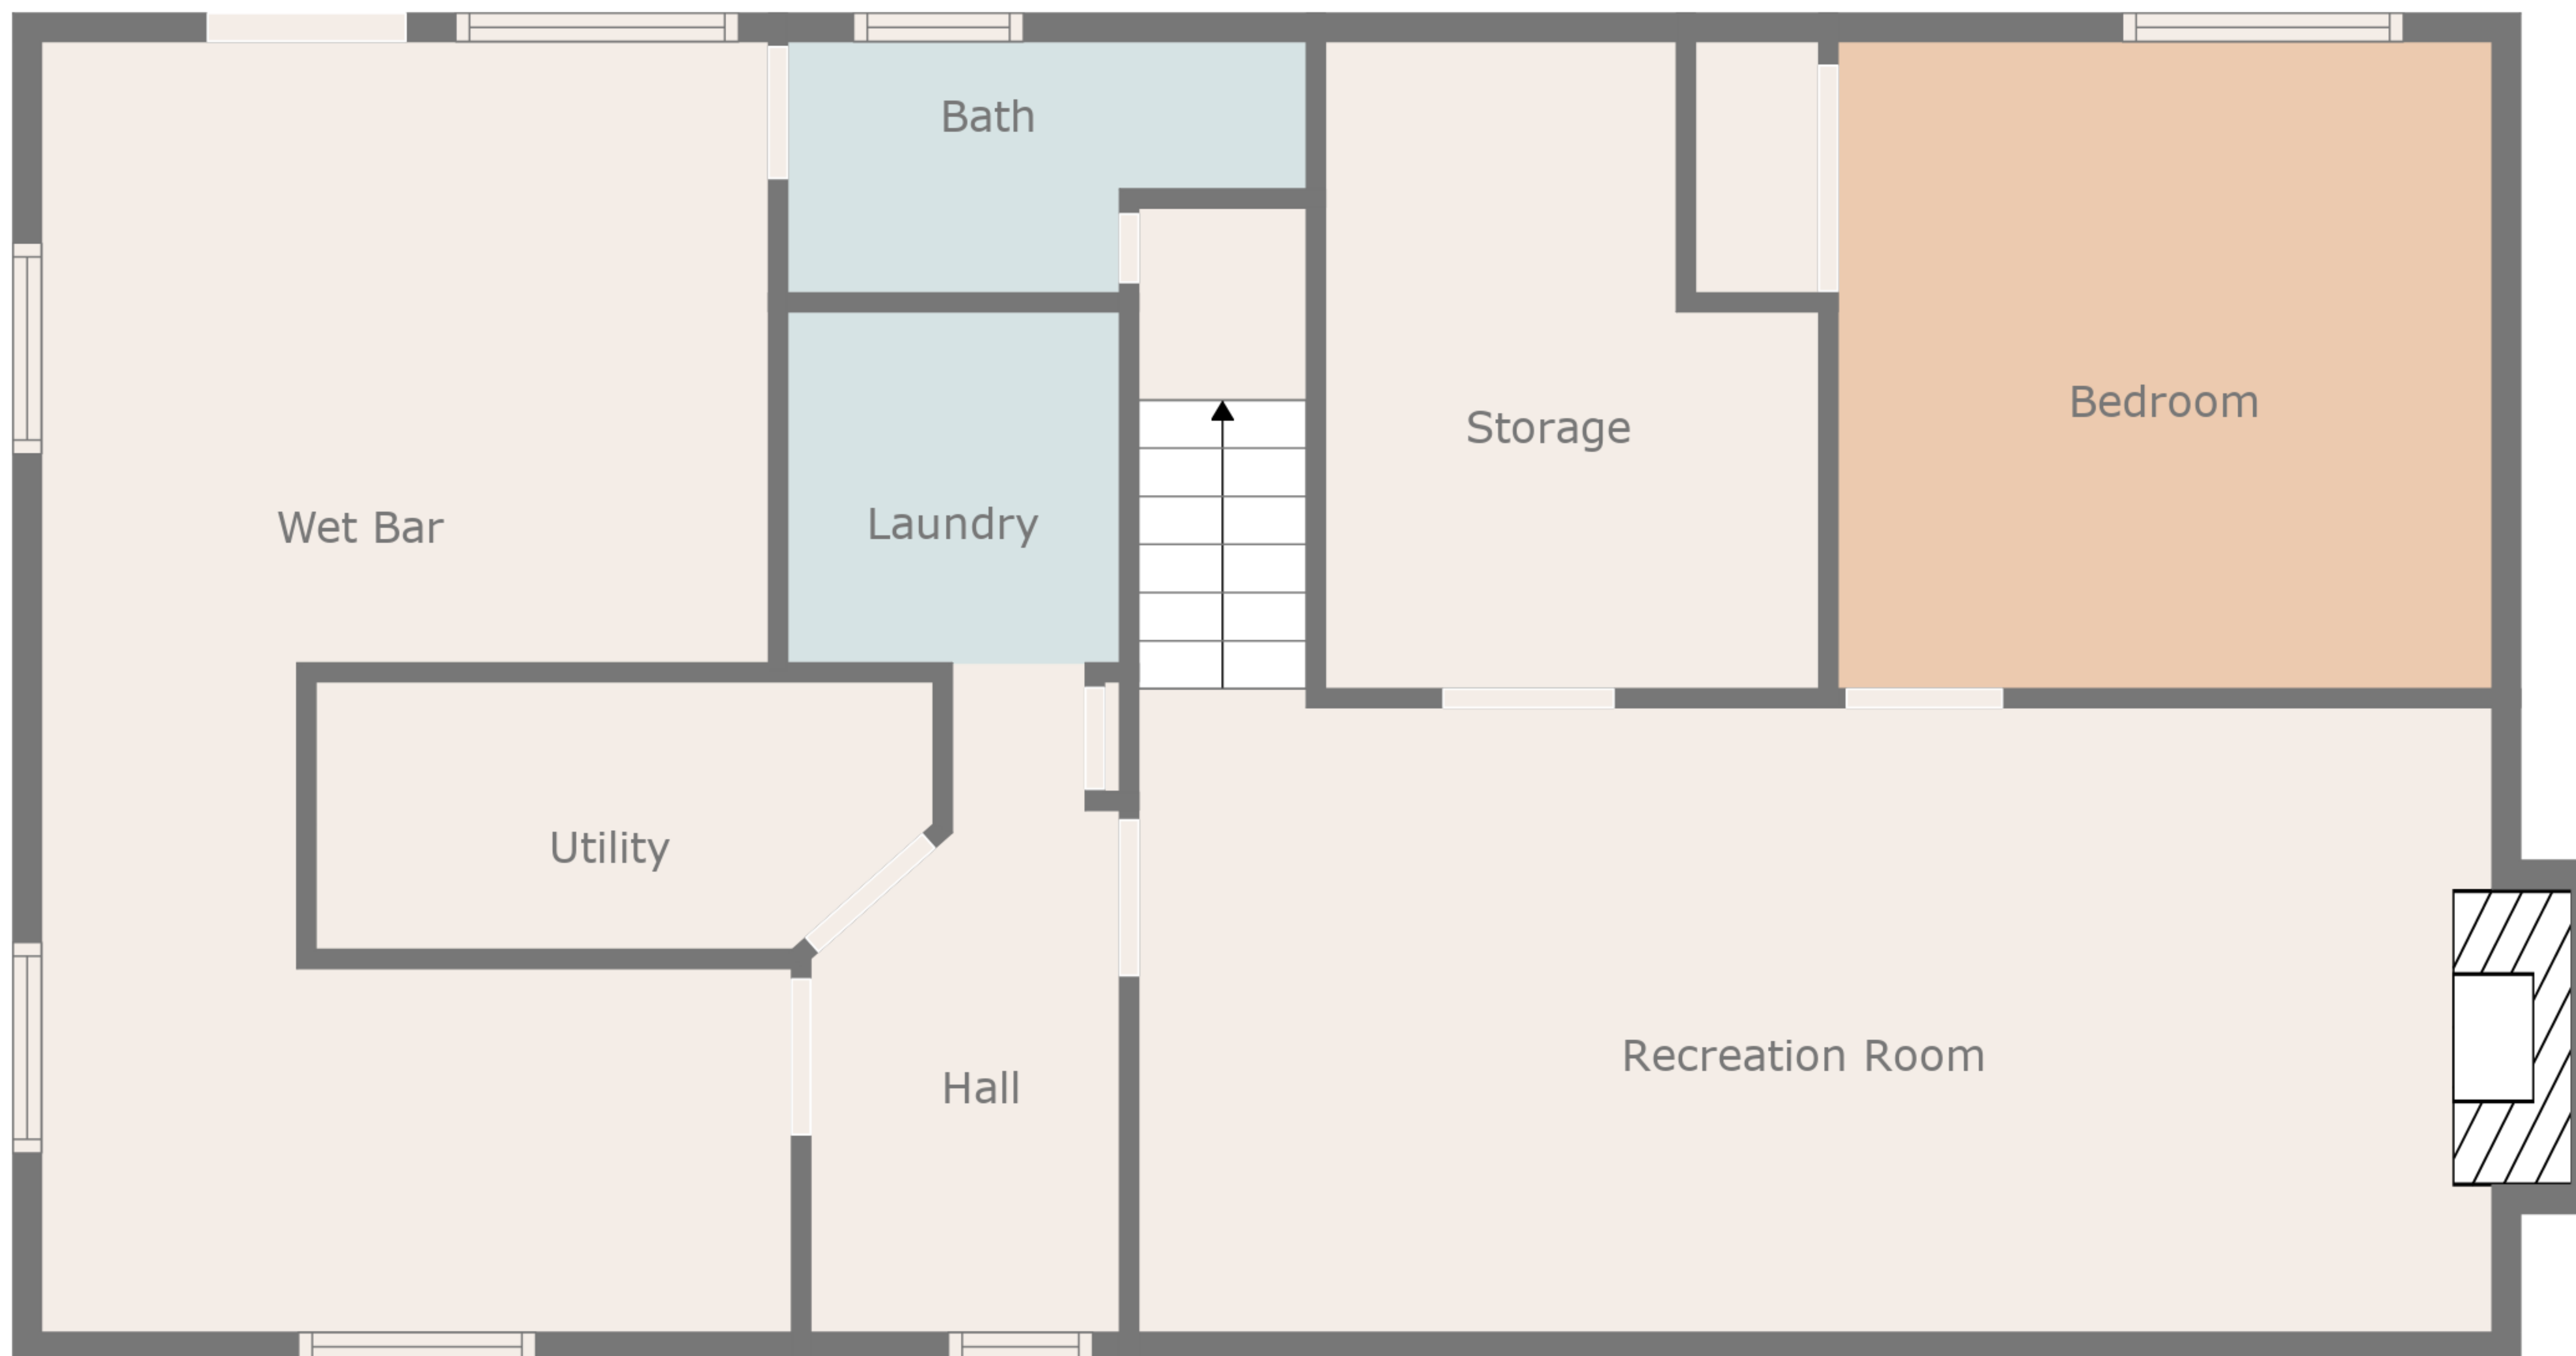 Bath
Bedroom
Storage
Wet Bar
Laundry
Utility
Recreation Room
Hall